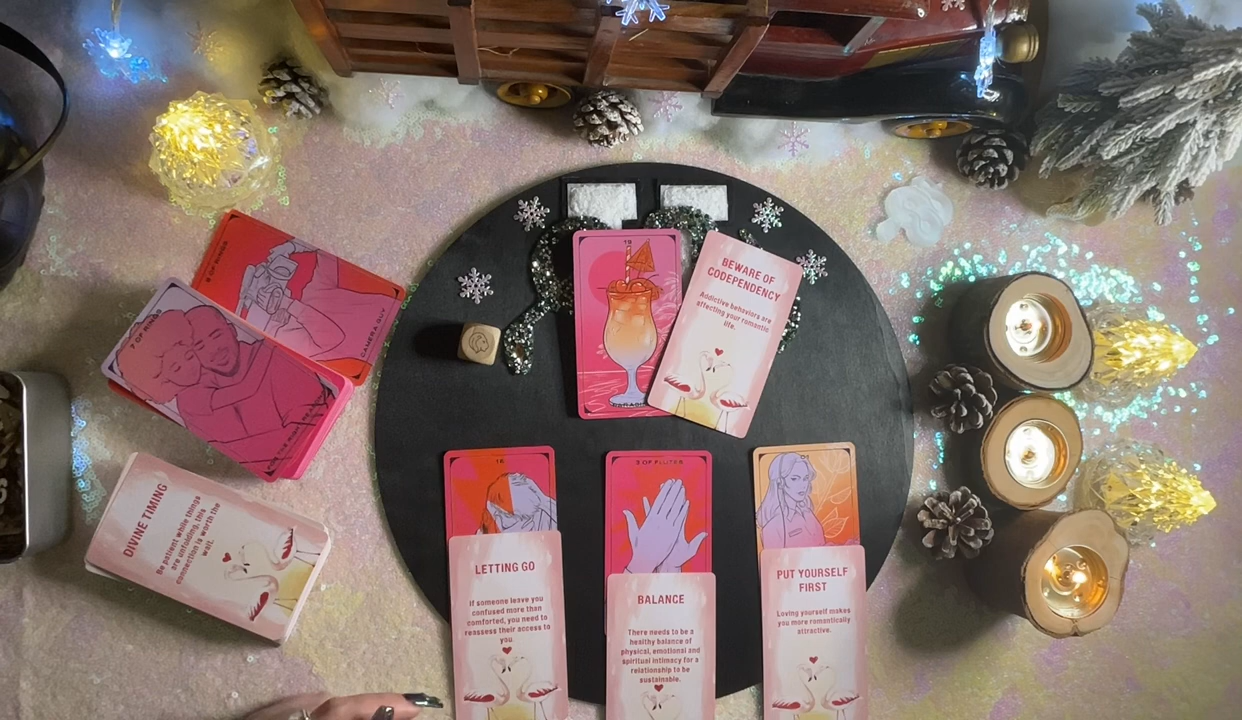 19
BEWARE OF
CODEPENDENCY
Addictive behaviors are
affecting your romantic
life.
CAMERA GUY
7 OF RINGS
DIVINE TIMING
Be patient while things
are unfolding, this
connection is worth the
wait.
16
LETTING GO
If someone leave you
confused more than
comforted, you need to
reassess their access to
you.
3 OF FLUTES
BALANCE
There needs to be a
healthy balance of
physical, emotional and
spiritual intimacy for a
relationship to be
sustainable.
PUT YOURSELF
FIRST
Loving yourself makes
you more romantically
attractive.